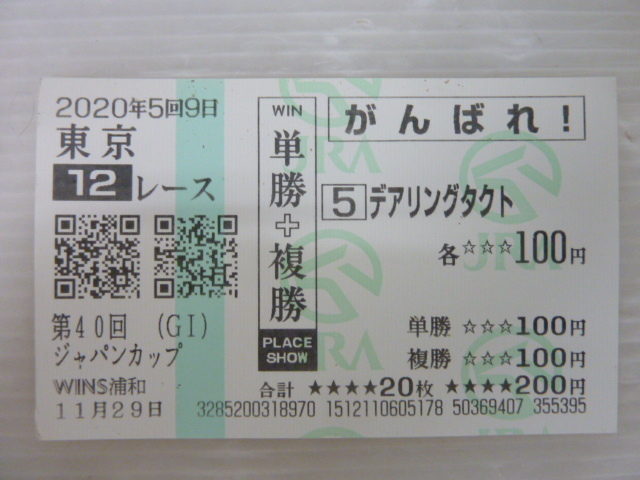 2020年5回9日
東京
12レース
第40回 (GI)
ジャパンカップ
WINS浦和
11月29日
WIN
単勝+複勝
PLACE
SHOW
がんばれ!
5 デアリングタクト
各☆☆☆100円
単勝 ☆☆☆100円
複勝 ☆☆☆100円
合計 ★★★★20枚 ★★★★200円
3285200318970 1512110605178 50369407 355395
JRA
JRA
JRA